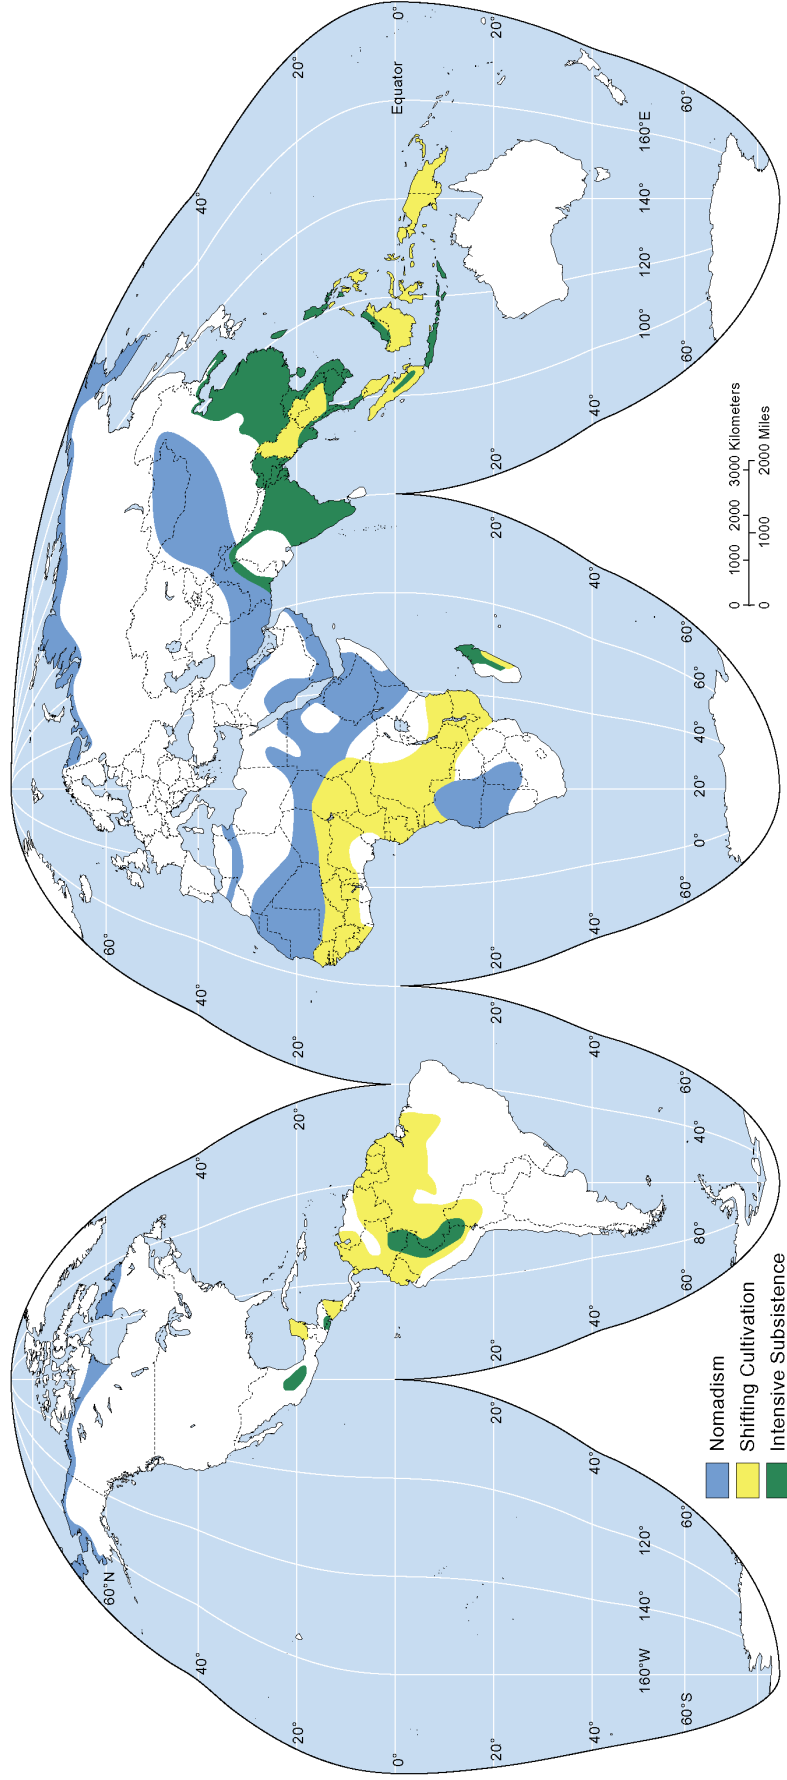 60°N 60°
40° 40° 40° 40°
20° 20° 20° 20°
0° Equator 0°
20° 20° 20° 20° 20° 20° 20°
40° 40° 40° 40° 40° 40°
160°W 140° 120° 100° 120° 140° 160°E
60°S 60° 60° 60° 60° 60° 60° 60°
80° 40° 0° 20° 40° 60°
Nomadism
Shifting Cultivation
Intensive Subsistence
0 1000 2000 3000 Kilometers
0 1000 2000 Miles